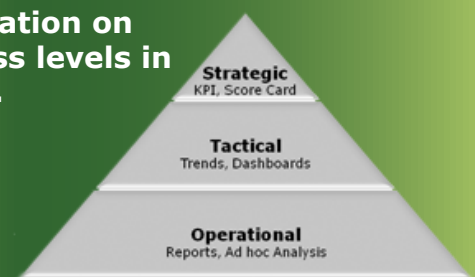 ation on
ss levels in
.
Strategic
KPI, Score Card
Tactical
Trends, Dashboards
Operational
Reports, Ad hoc Analysis